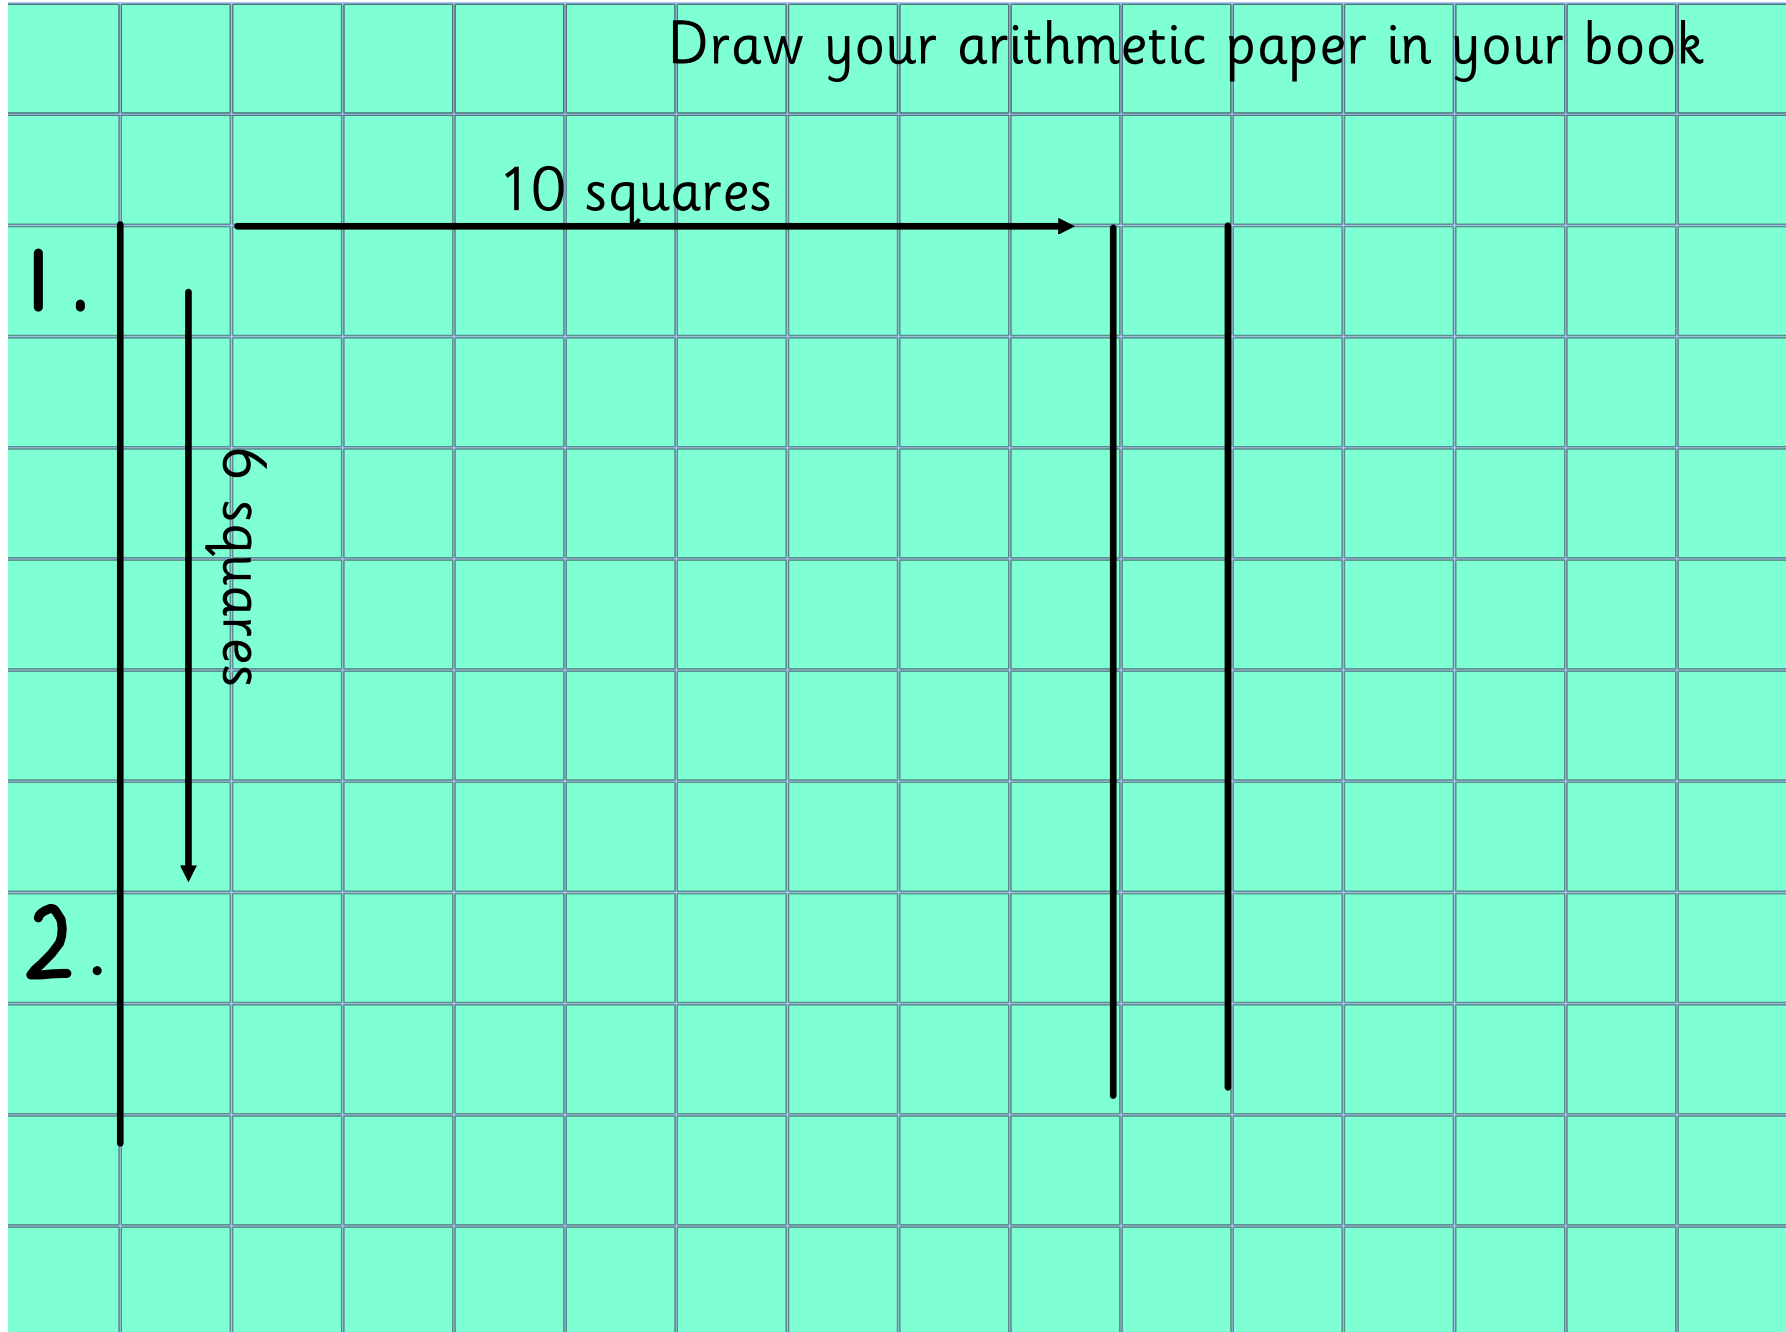 Draw your arithmetic paper in your book
10 squares
1.
6 squares
2.